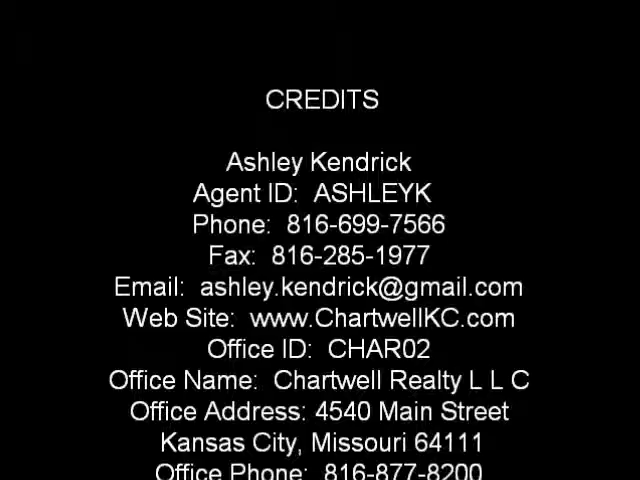 CREDITS
Ashley Kendrick
Agent ID:  ASHLEYK
Phone:  816-699-7566
Fax:  816-285-1977
Email:  ashley.kendrick@gmail.com
Web Site:  www.ChartwellKC.com
Office ID:  CHAR02
Office Name:  Chartwell Realty L L C
Office Address: 4540 Main Street
Kansas City, Missouri 64111
Office Phone:  816-877-8200